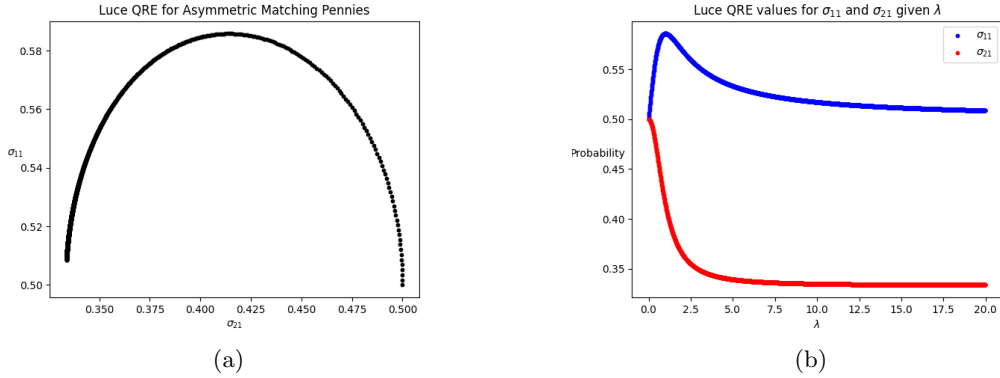 Luce QRE for Asymmetric Matching Pennies
0.58
0.56
σ₁₁
0.54
0.52
0.50
0.350 0.375 0.400 0.425 0.450 0.475 0.500
σ₂₁
(a)
Luce QRE values for σ₁₁ and σ₂₁ given λ
σ₁₁
σ₂₁
0.55
0.50
Probability
0.45
0.40
0.35
0.0 2.5 5.0 7.5 10.0 12.5 15.0 17.5 20.0
λ
(b)